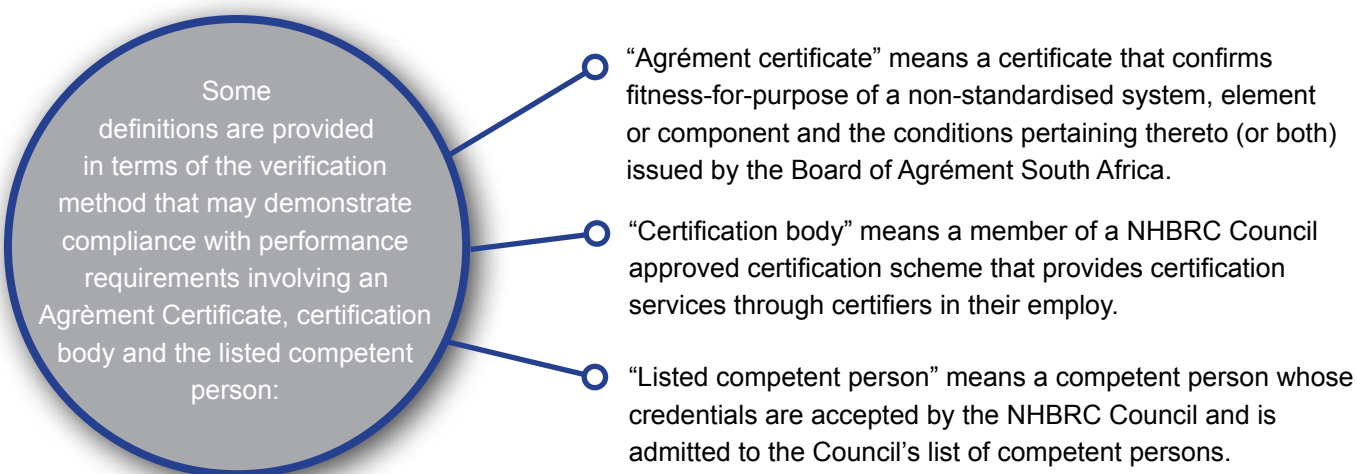 Some
definitions are provided
in terms of the verification
method that may demonstrate
compliance with performance
requirements involving an
Agrèment Certificate, certification
body and the listed competent
person:
“Agrément certificate” means a certificate that confirms
fitness-for-purpose of a non-standardised system, element
or component and the conditions pertaining thereto (or both)
issued by the Board of Agrément South Africa.
“Certification body” means a member of a NHBRC Council
approved certification scheme that provides certification
services through certifiers in their employ.
“Listed competent person” means a competent person whose
credentials are accepted by the NHBRC Council and is
admitted to the Council’s list of competent persons.